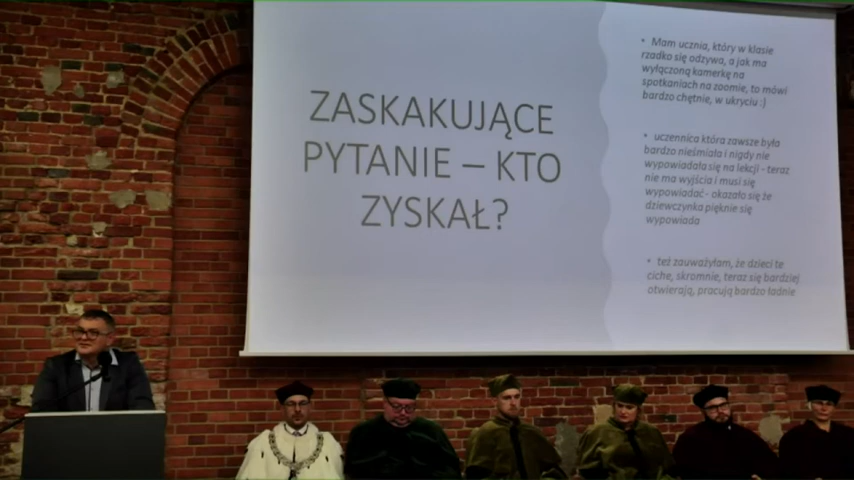 ZASKAKUJĄCE
PYTANIE – KTO
ZYSKAŁ?
• Mam ucznia, który w klasie
rzadko się odzywa, a jak ma
wyłączoną kamerkę na
spotkaniach na zoomie, to mówi
bardzo chętnie, w ukryciu :)
• uczennica która zawsze była
bardzo nieśmiała i nigdy nie
wypowiadała się na lekcji - teraz
nie ma wyjścia i musi się
wypowiadać - okazało się że
dziewczynka pięknie się
wypowiada
• też zauważyłam, że dzieci te
ciche, skromnie, teraz się bardziej
otwierają, pracują bardzo ładnie